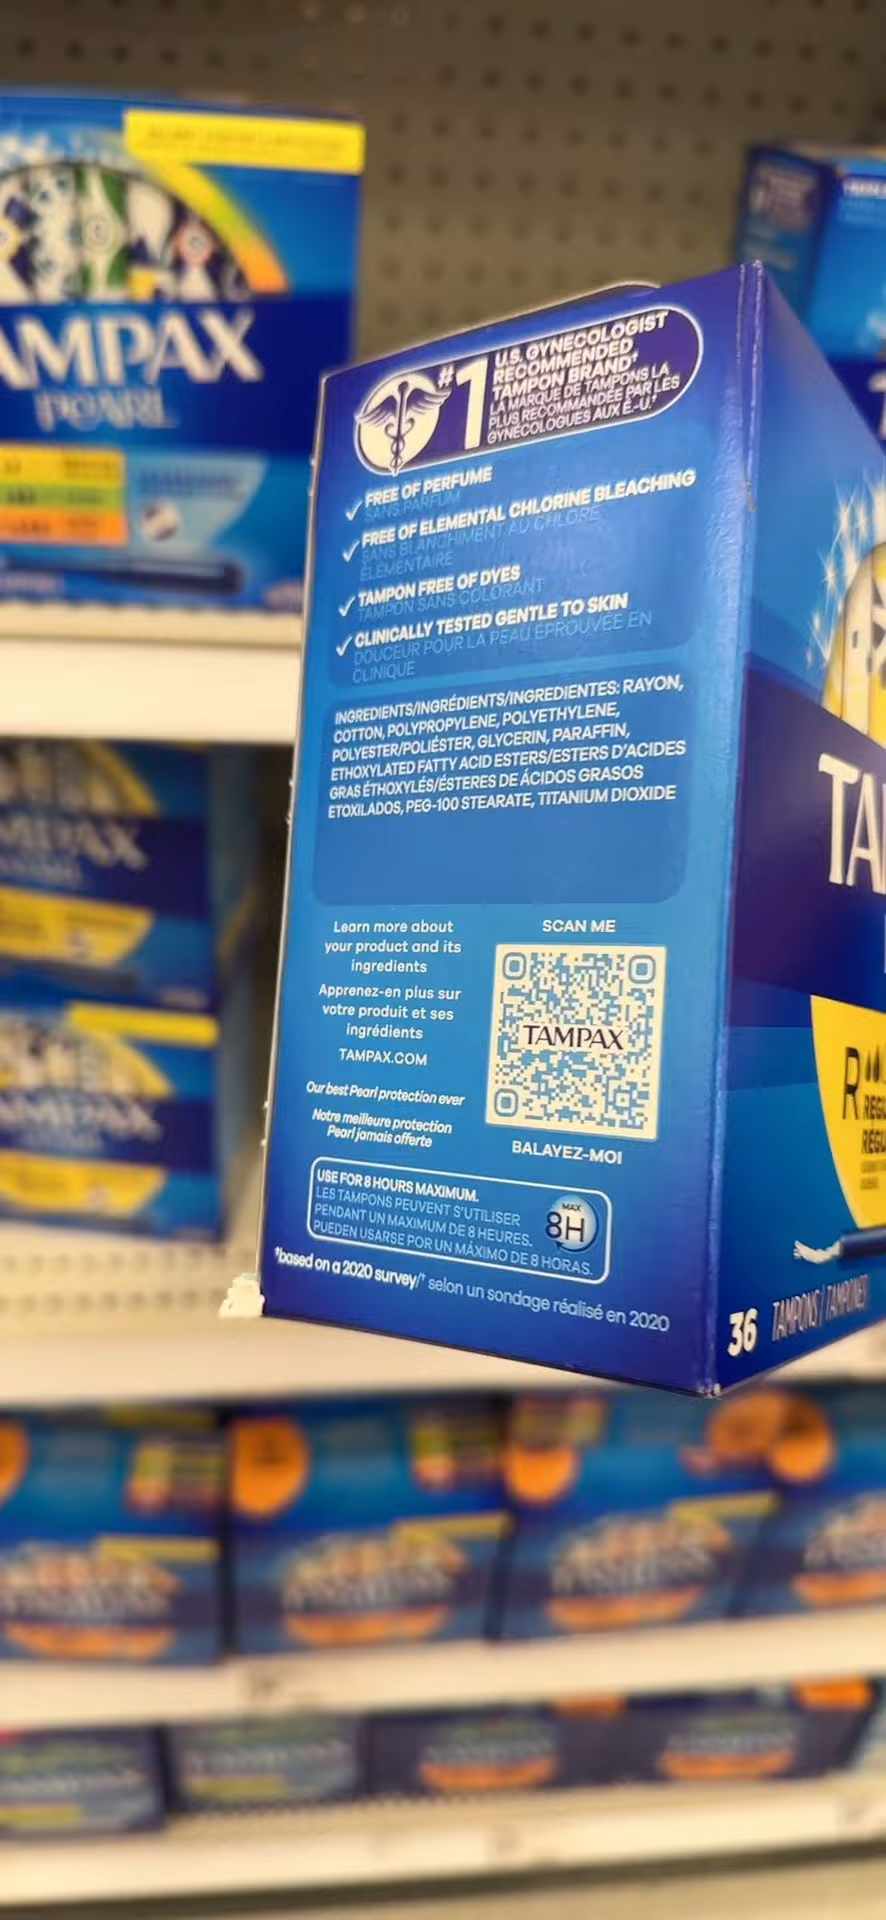 TAMPAX
PEARL
#1
U.S. GYNECOLOGIST
RECOMMENDED
TAMPON BRAND†
LA MARQUE DE TAMPONS LA
PLUS RECOMMANDÉE PAR LES
GYNÉCOLOGUES AUX É.-U.†
FREE OF PERFUME
SANS PARFUM
FREE OF ELEMENTAL CHLORINE BLEACHING
SANS BLANCHIMENT AU CHLORE
ÉLÉMENTAIRE
TAMPON FREE OF DYES
TAMPON SANS COLORANT
CLINICALLY TESTED GENTLE TO SKIN
DOUCEUR POUR LA PEAU ÉPROUVÉE EN
CLINIQUE
INGREDIENTS/INGRÉDIENTS/INGREDIENTES: RAYON,
COTTON, POLYPROPYLENE, POLYETHYLENE,
POLYESTER/POLIÉSTER, GLYCERIN, PARAFFIN,
ETHOXYLATED FATTY ACID ESTERS/ESTERS D'ACIDES
GRAS ÉTHOXYLÉS/ÉSTERES DE ÁCIDOS GRASOS
ETOXILADOS, PEG-100 STEARATE, TITANIUM DIOXIDE
Learn more about
your product and its
ingredients
Apprenez-en plus sur
votre produit et ses
ingrédients
TAMPAX.COM
Our best Pearl protection ever
Notre meilleure protection
Pearl jamais offerte
SCAN ME
TAMPAX
BALAYEZ-MOI
USE FOR 8 HOURS MAXIMUM.
LES TAMPONS PEUVENT S'UTILISER
PENDANT UN MAXIMUM DE 8 HEURES.
PUEDEN USARSE POR UN MÁXIMO DE 8 HORAS.
MAX
8H
†based on a 2020 survey/† selon un sondage réalisé en 2020
TA
R
REGU
RÉGU
36 TAMPONS | TAMPONES
TAMPAX
TAMPAX